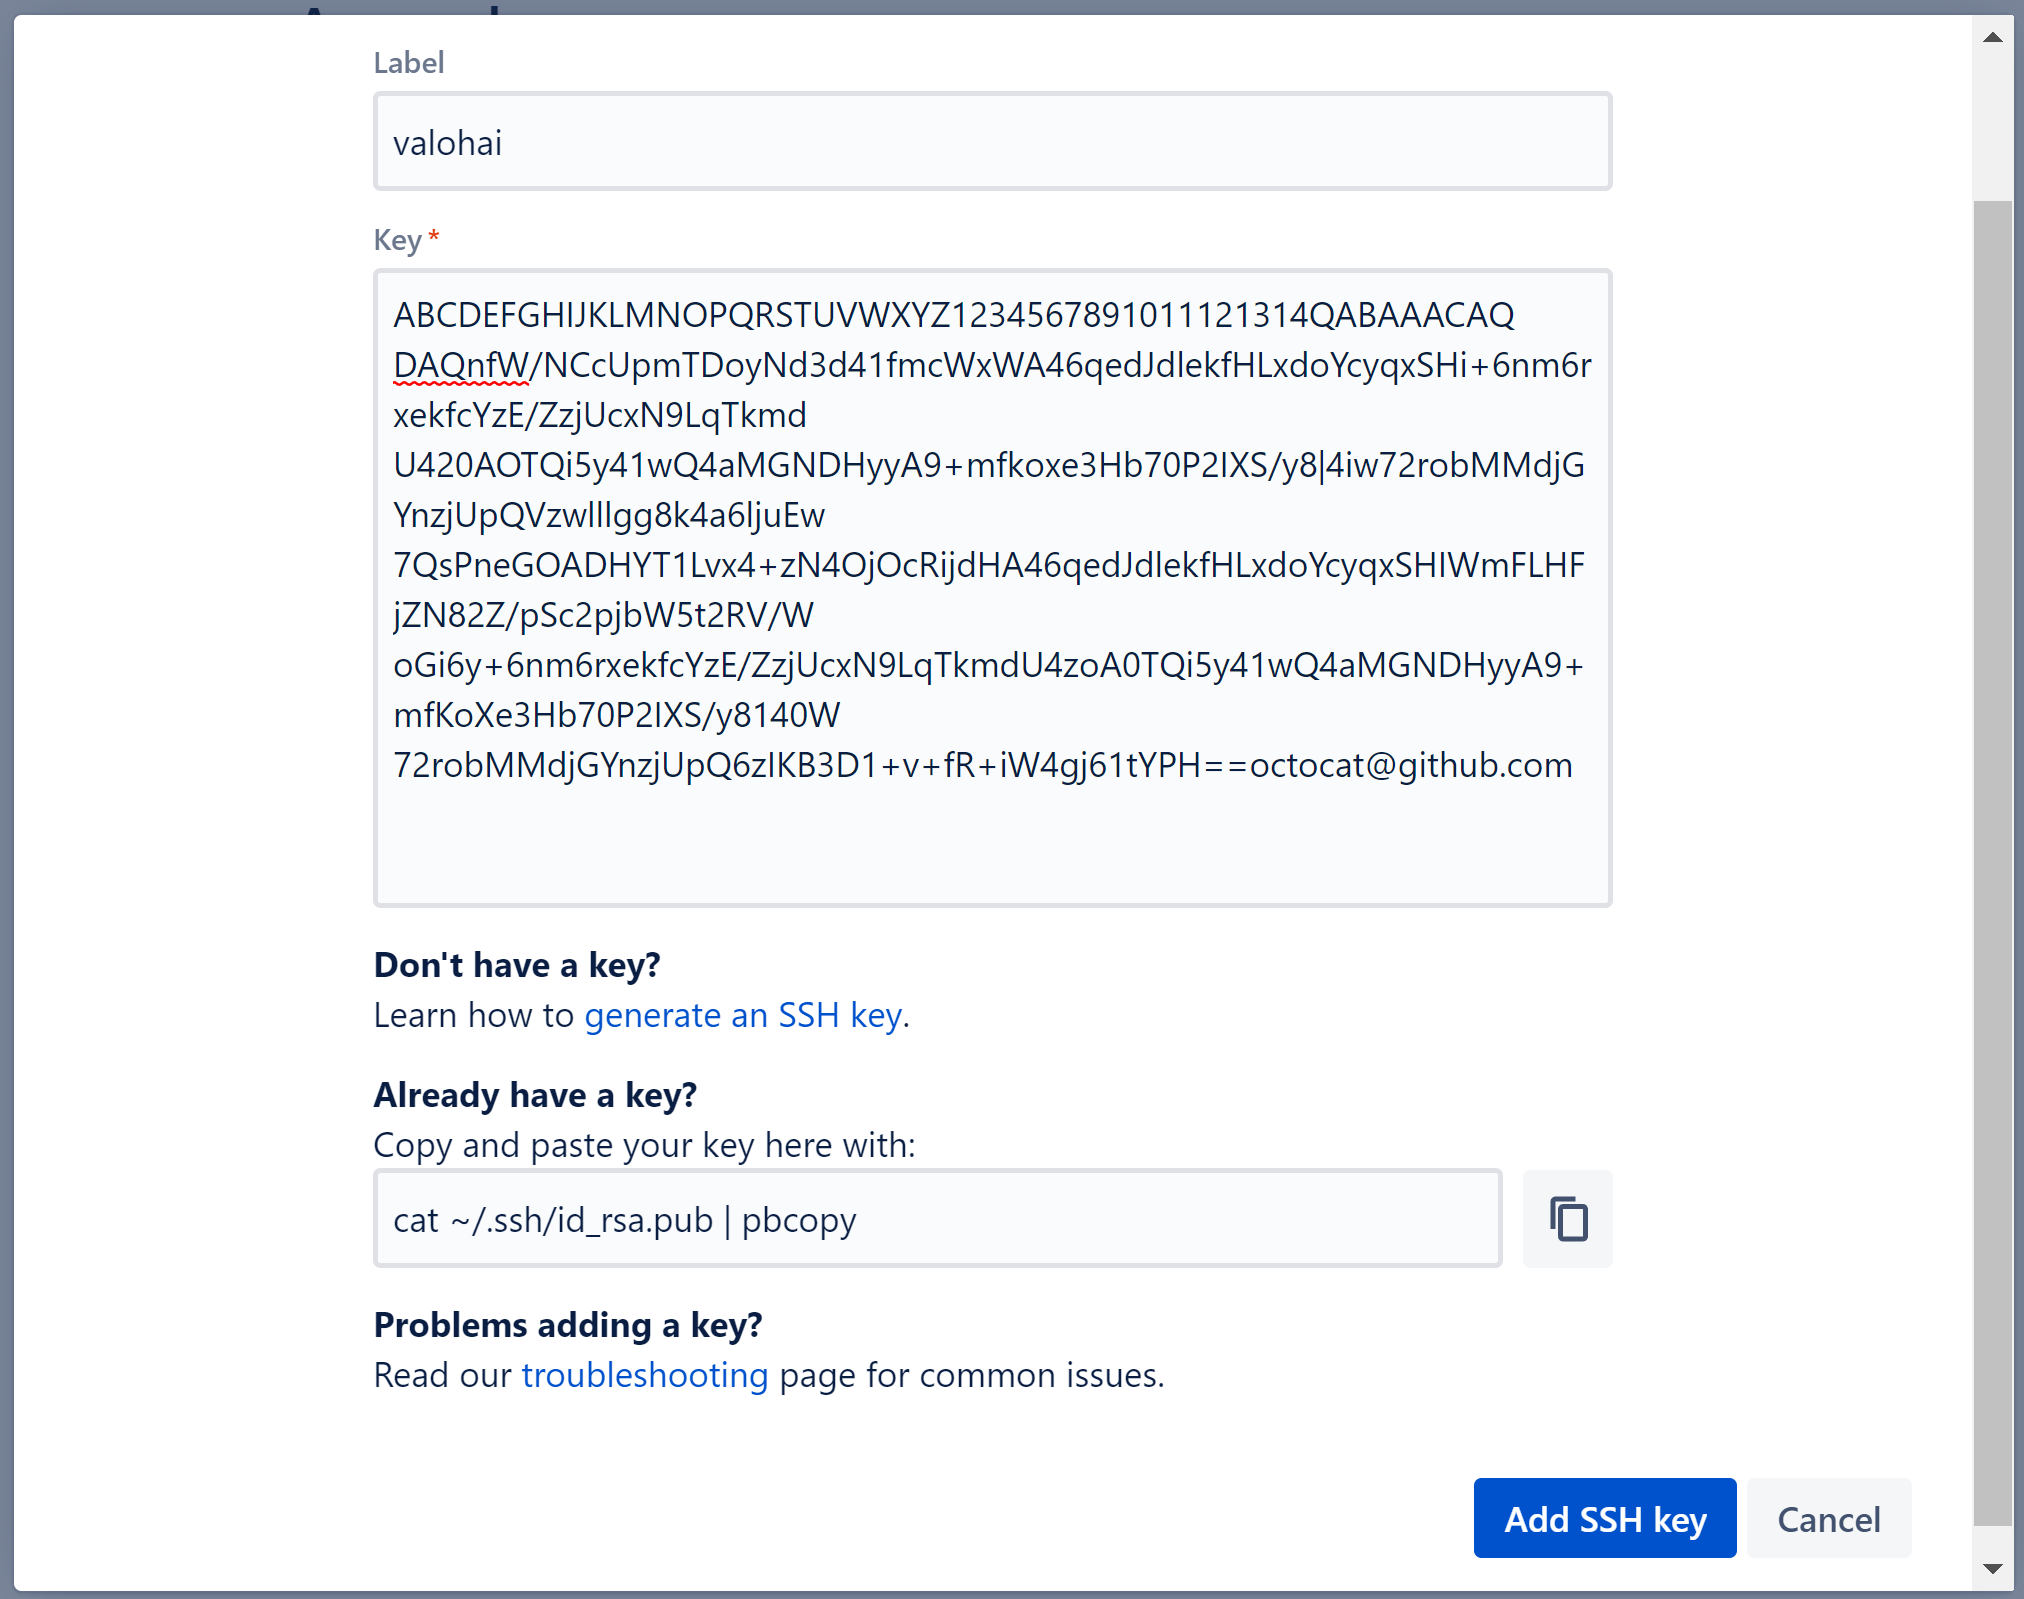 Label
valohai
Key *
ABCDEFGHIJKLMNOPQRSTUVWXYZ1234567891011121314QABAAACAQ
DAQnfW/NCcUpmTDoyNd3d41fmcWxWA46qedJdlekfHLxdoYcyqxSHi+6nm6r
xekfcYzE/ZzjUcxN9LqTkmd
U420AOTQi5y41wQ4aMGNDHyyA9+mfkoxe3Hb70P2IXS/y8|4iw72robMMdjG
YnzjUpQVzwlllgg8k4a6ljuEw
7QsPneGOADHYT1Lvx4+zN4OjOcRijdHA46qedJdlekfHLxdoYcyqxSHIWmFLHF
jZN82Z/pSc2pjbW5t2RV/W
oGi6y+6nm6rxekfcYzE/ZzjUcxN9LqTkmdU4zoA0TQi5y41wQ4aMGNDHyyA9+
mfKoXe3Hb70P2IXS/y8140W
72robMMdjGYnzjUpQ6zIKB3D1+v+fR+iW4gj61tYPH==octocat@github.com
Don't have a key?
Learn how to generate an SSH key.
Already have a key?
Copy and paste your key here with:
cat ~/.ssh/id_rsa.pub | pbcopy
Problems adding a key?
Read our troubleshooting page for common issues.
Add SSH key
Cancel